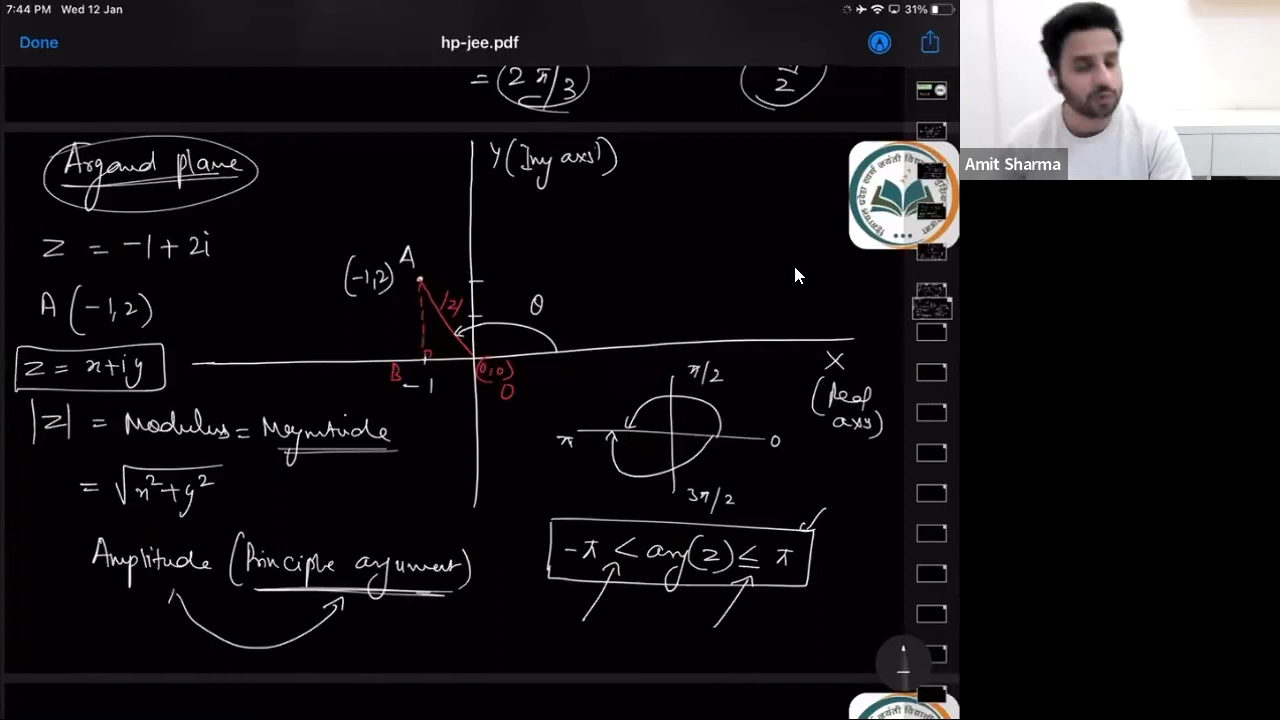 7:44 PM Wed 12 Jan
31%
Done
hp-jee.pdf
= (2π/3)
2
Argand plane
Y (Img axis)
z = -1 + 2i
A
(-1,2)
|z|
θ
A (-1, 2)
z = x+iy
B
-1
(0,0)
O
X
(Real
axis)
|z| = Modulus = Magnitude
= √x²+y²
π/2
π
0
3π/2
Amplitude (Principle argument)
-π < arg(z) ≤ π
Amit Sharma